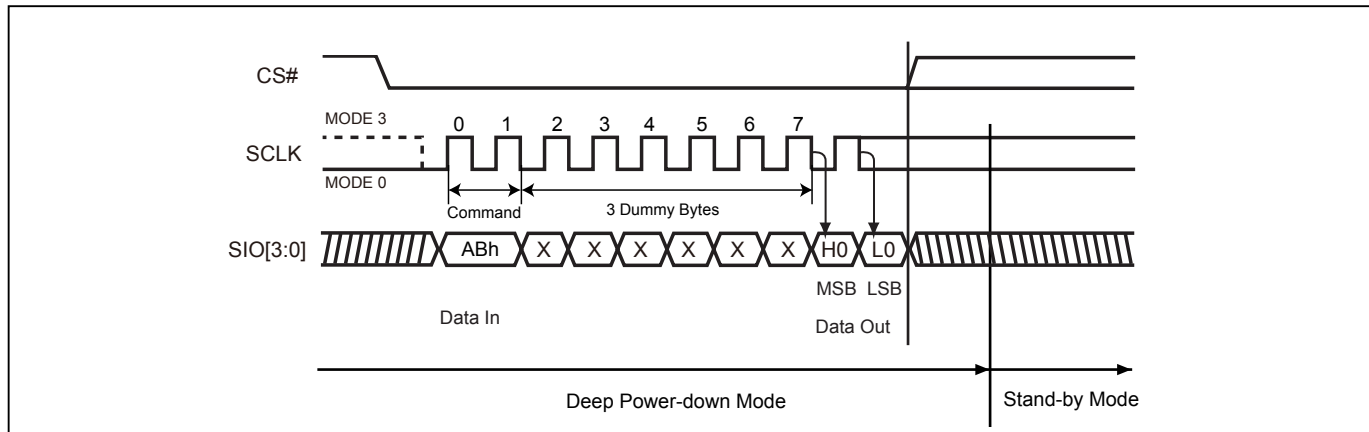 CS#
MODE 3
0 1 2 3 4 5 6 7
SCLK
MODE 0
Command
3 Dummy Bytes
SIO[3:0]
ABh X X X X X X H0 L0
MSB LSB
Data In
Data Out
Deep Power-down Mode
Stand-by Mode